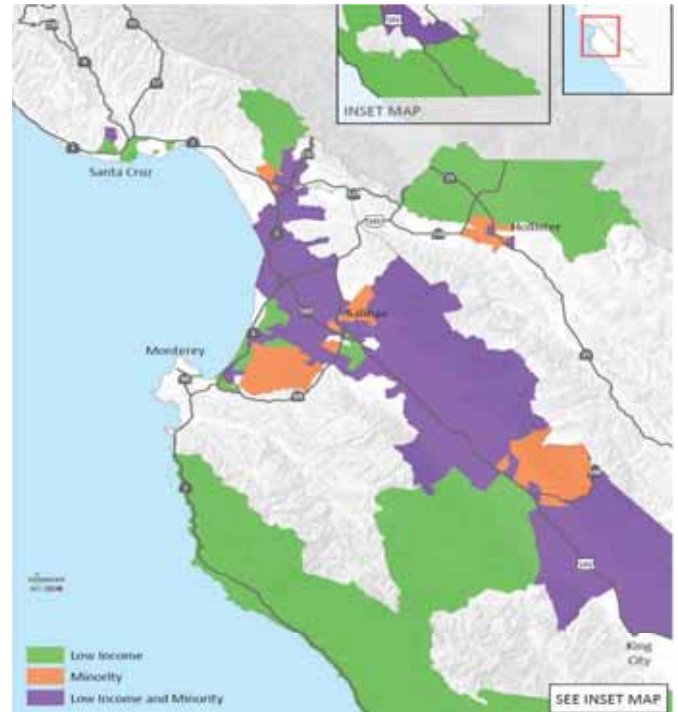 INSET MAP
Santa Cruz
Hollister
Salinas
Monterey
King
City
Low Income
Minority
Low Income and Minority
SEE INSET MAP